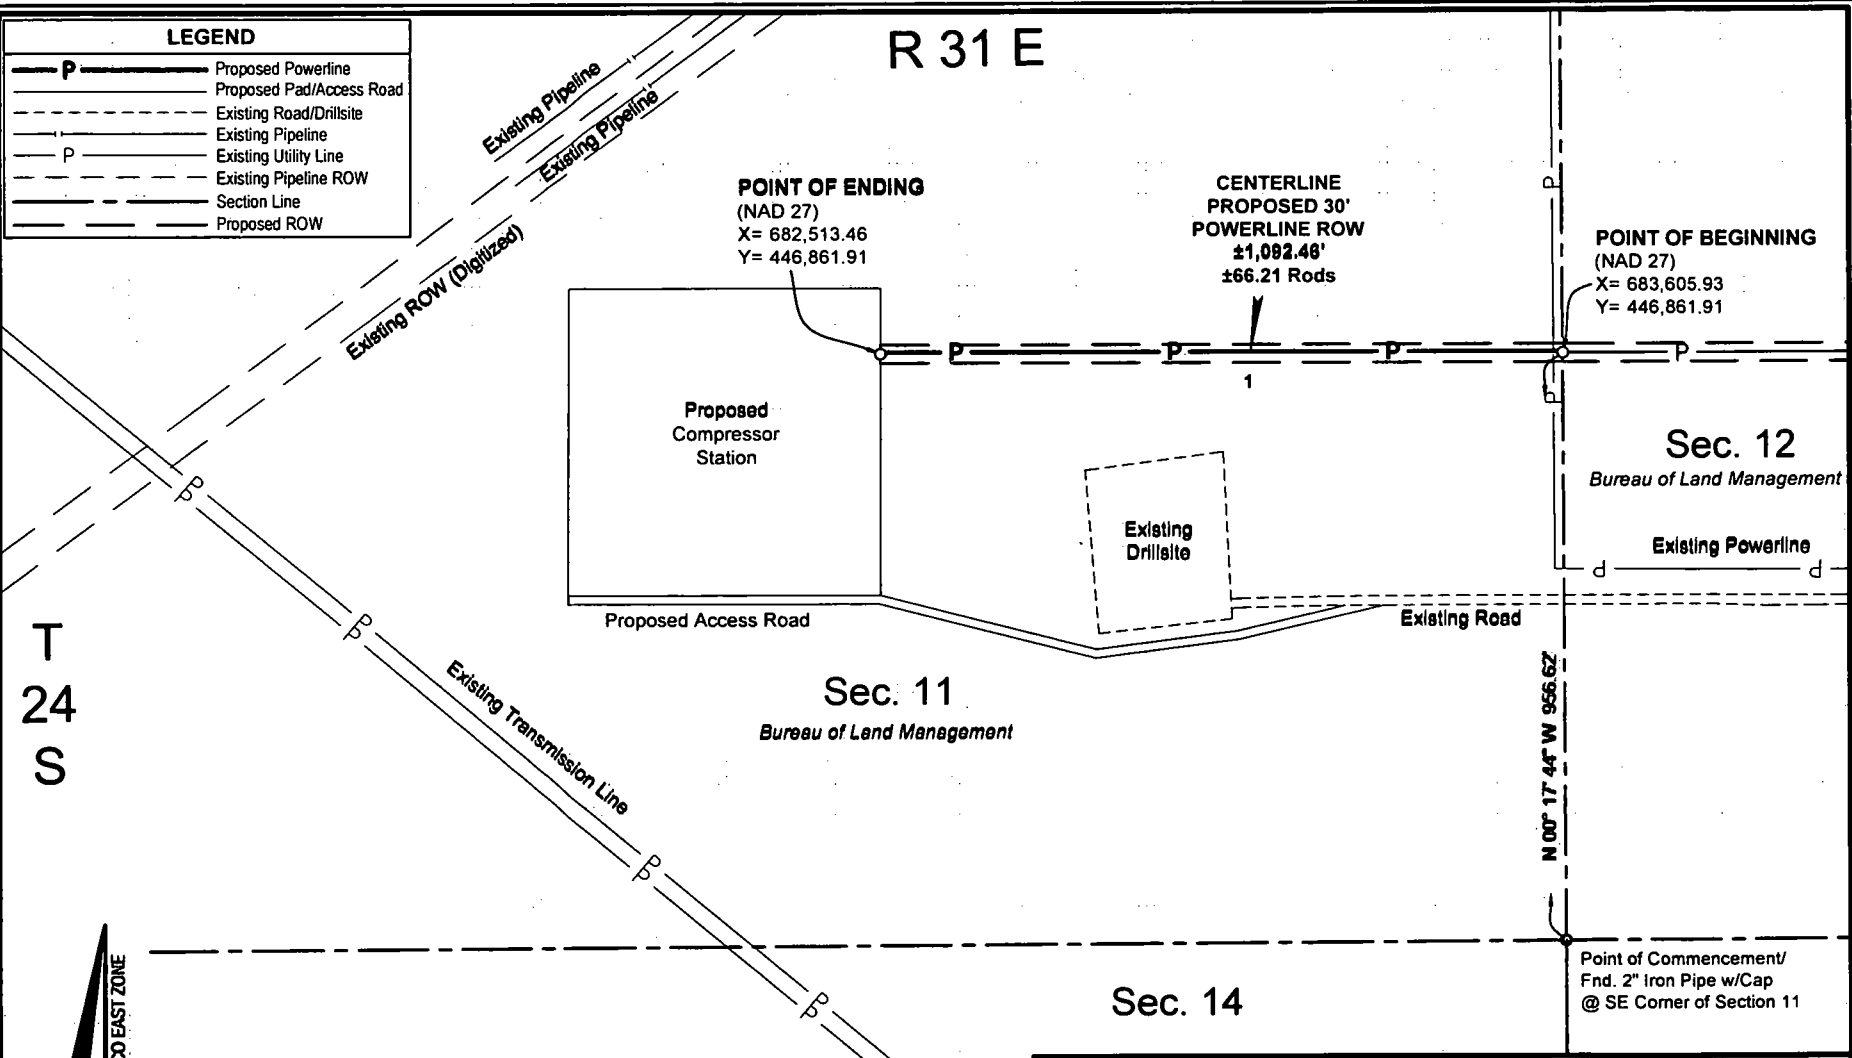 LEGEND
P Proposed Powerline
Proposed Pad/Access Road
Existing Road/Drillsite
Existing Pipeline
P Existing Utility Line
Existing Pipeline ROW
Section Line
Proposed ROW
R 31 E
Existing Pipeline
Existing Pipeline
Existing ROW (Digitized)
POINT OF ENDING
(NAD 27)
X= 682,513.46
Y= 446,861.91
CENTERLINE
PROPOSED 30'
POWERLINE ROW
±1,092.46'
±66.21 Rods
POINT OF BEGINNING
(NAD 27)
X= 683,605.93
Y= 446,861.91
P
P P P P
1
P
Proposed
Compressor
Station
Sec. 12
Bureau of Land Management
Existing
Drillsite
Existing Powerline
P P
Proposed Access Road
Existing Road
P
P
P
P
T
24
S
Existing Transmission Line
Sec. 11
Bureau of Land Management
N 00° 17' 44" W 956.62'
P
P
P
P
CO EAST ZONE
Sec. 14
Point of Commencement/
Fnd. 2" Iron Pipe w/Cap
@ SE Corner of Section 11